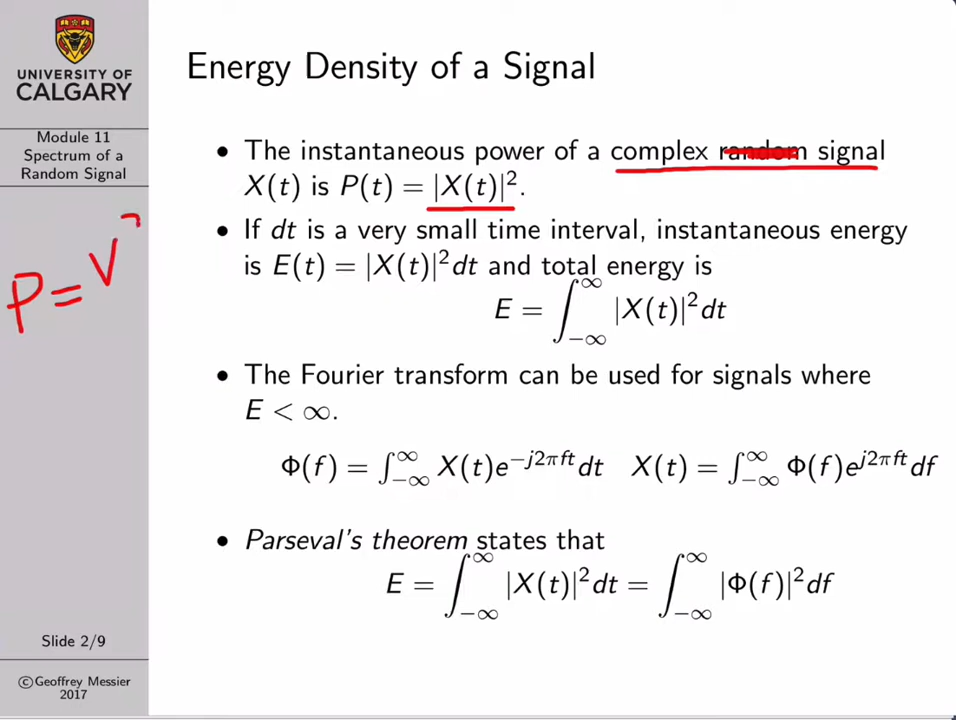 UNIVERSITY OF
CALGARY
Module 11
Spectrum of a
Random Signal
P = V²
Slide 2/9
©Geoffrey Messier
2017
Energy Density of a Signal
• The instantaneous power of a complex random signal
X(t) is P(t) = |X(t)|².
• If dt is a very small time interval, instantaneous energy
is E(t) = |X(t)|²dt and total energy is
E = ∫_{−∞}^{∞} |X(t)|²dt
• The Fourier transform can be used for signals where
E < ∞.
Φ(f) = ∫_{−∞}^{∞} X(t)e^{−j2πft}dt X(t) = ∫_{−∞}^{∞} Φ(f)e^{j2πft}df
• Parseval's theorem states that
E = ∫_{−∞}^{∞} |X(t)|²dt = ∫_{−∞}^{∞} |Φ(f)|²df